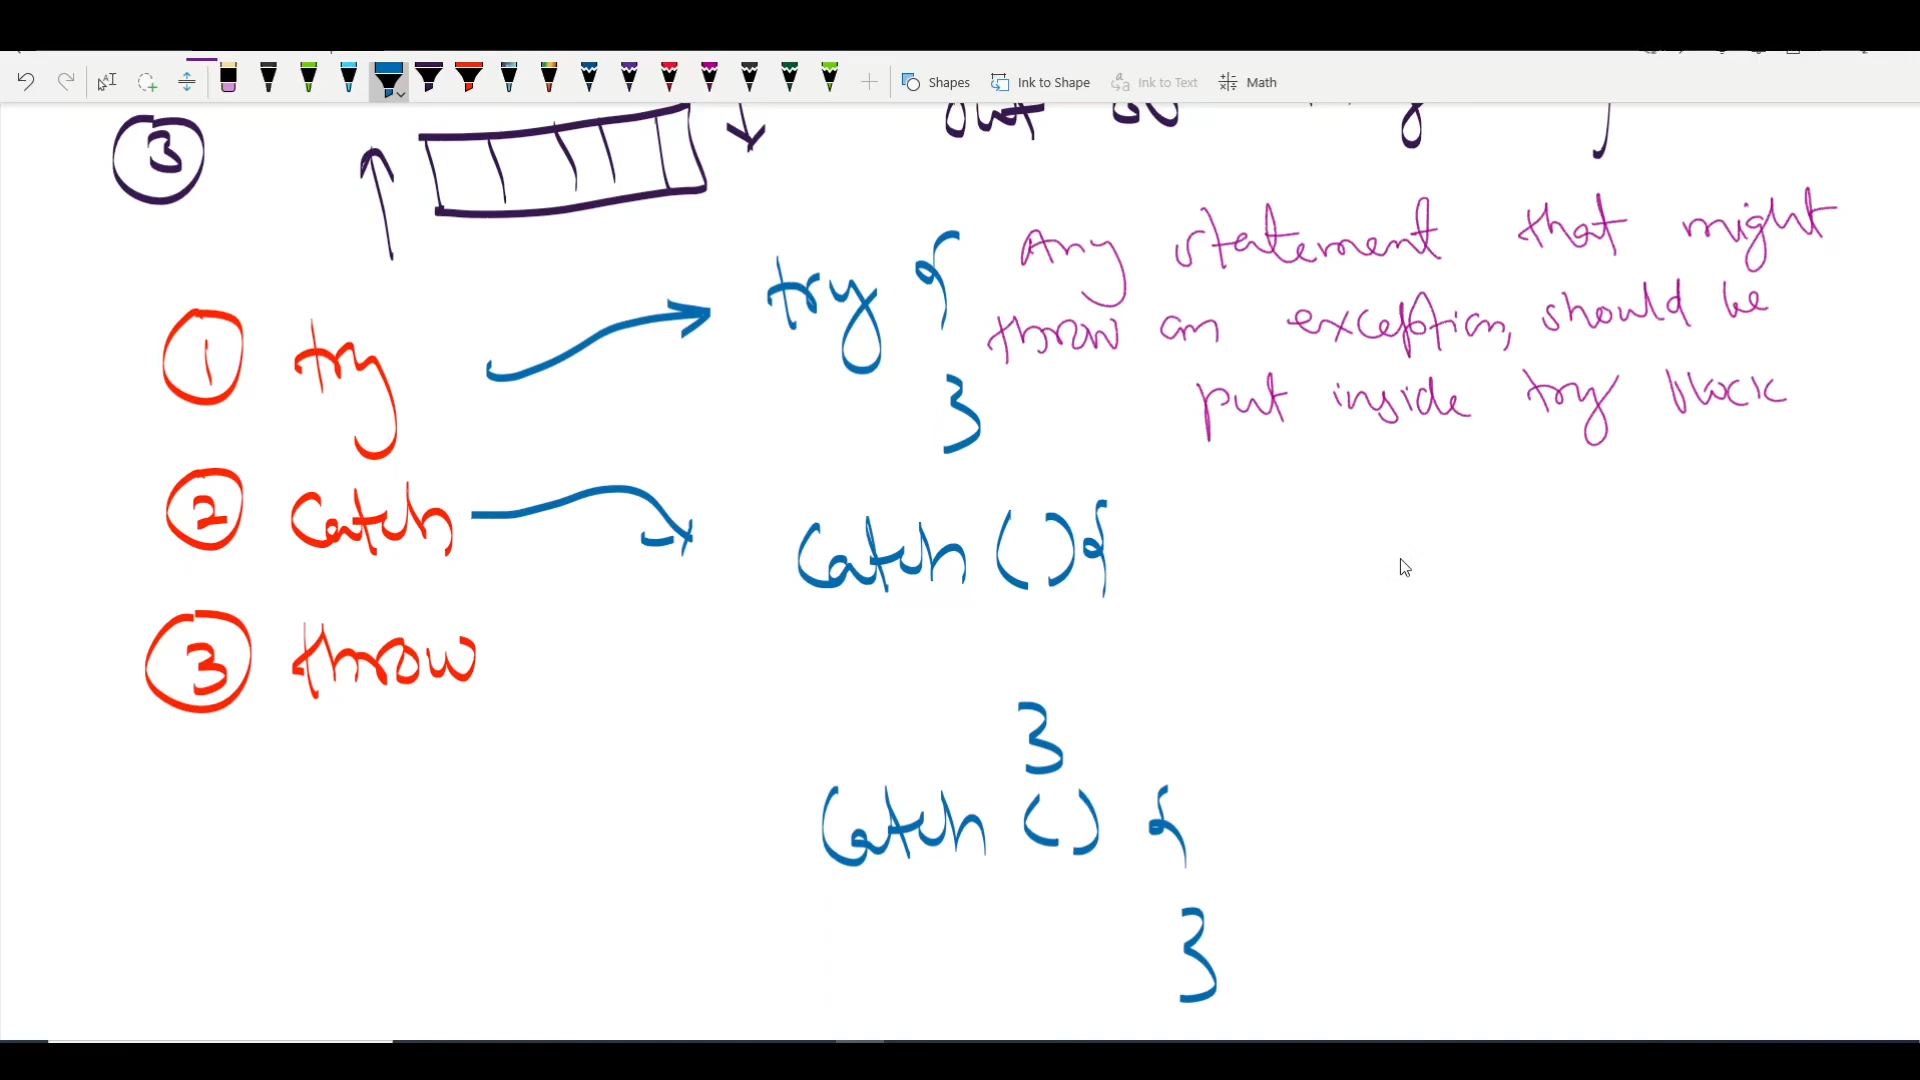 Shapes Ink to Shape Ink to Text Math
3
out
try { Any statement that might
throw an exception, should be
put inside try block
}
1 try
2 Catch
Catch () {
3 throw
}
Catch () {
}